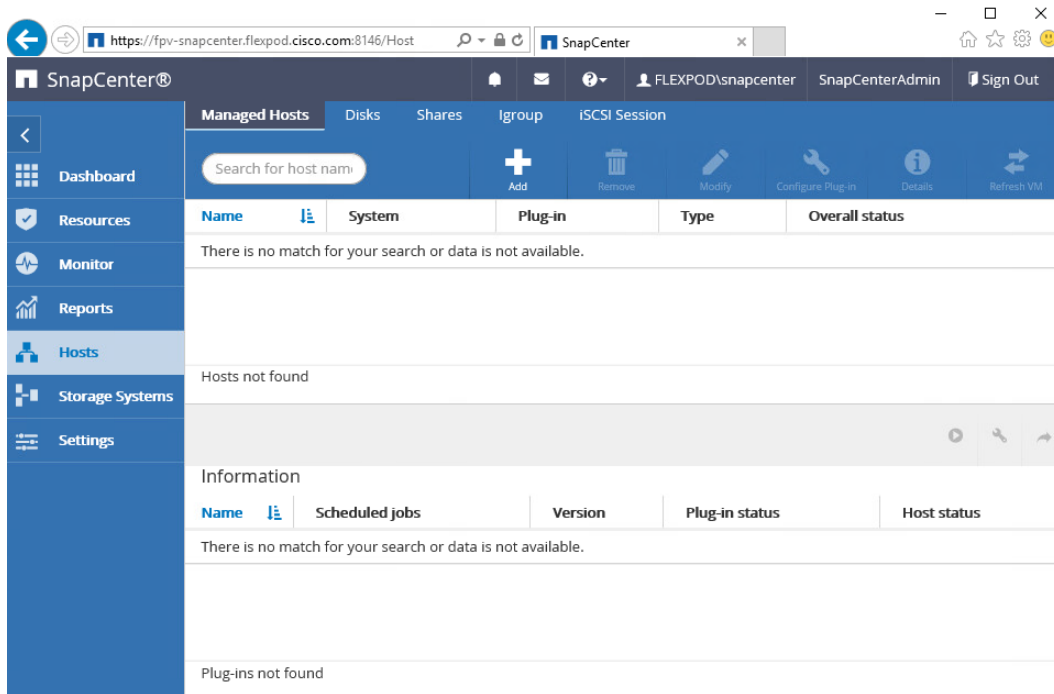 https://fpv-snapcenter.flexpod.cisco.com:8146/Host
SnapCenter
SnapCenter®
FLEXPOD\snapcenter
SnapCenterAdmin
Sign Out
Managed Hosts Disks Shares Igroup iSCSI Session
Search for host name
Add Remove Modify Configure Plug-in Details Refresh VM
Dashboard
Resources
Monitor
Reports
Hosts
Storage Systems
Settings
Name System Plug-in Type Overall status
There is no match for your search or data is not available.
Hosts not found
Information
Name Scheduled jobs Version Plug-in status Host status
There is no match for your search or data is not available.
Plug-ins not found